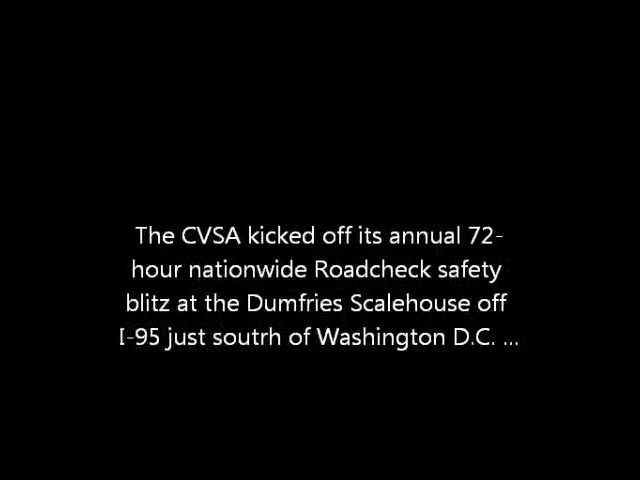 The CVSA kicked off its annual 72-
hour nationwide Roadcheck safety
blitz at the Dumfries Scalehouse off
I-95 just soutrh of Washington D.C. ...